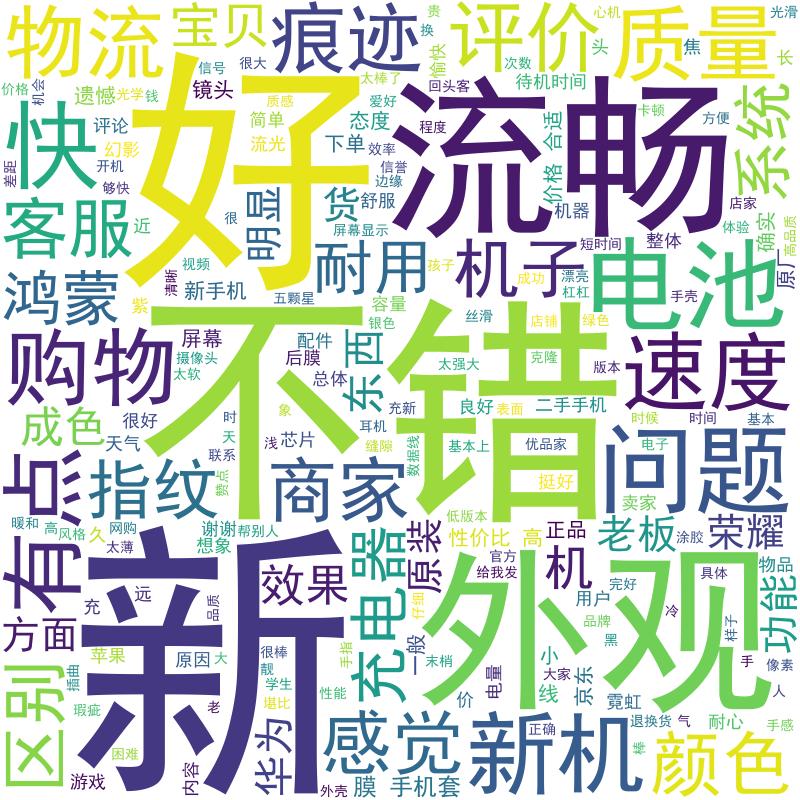 物流
宝贝
很大
痕迹
愉快
贵
换
评价
次数
心机
头
焦
质量
光滑
长
价格
机会
遗憾
光学
钱
信号
镜头
太棒了
回头客
待机时间
质感
爱好
卡顿
方便
快
评论
幻影
简单
态度
好
流畅
程度
合适
系统
差距
开机
流光
下单
效率
够快
信誉
边缘
客服
近
很
明显
货
舒服
价格
机器
店家
体验
确实
高品质
屏幕显示
短时间
整体
原厂
鸿蒙
紫
清晰
视频
新手机
五颗星
耐用
孩子
机子
成功
漂亮
杠杠
电池
手壳
容量
银色
丝滑
店铺
绿色
购物
屏幕
摄像头
太软
配件
后膜
总体
东西
不错
太强大
克隆
版本
速度
成色
很好
天气
时
天
联系
象
浅
芯片
充新
耳机
缝隙
数据线
良好
表面
二手手机
基本上
优品家
时候
时间
基本
电子
有点
指纹
赞点
商家
挺好
问题
卖家
暖和
高
风格
久
网购
太薄
谢谢
想象
帮别人
低版本
性价比
高
正品
老板
涂胶
荣耀
新
效果
充电器
原装
官方
给我发
机
完好
具体
物品
功能
方面
充
远
品质
仔细
外观
用户
品牌
冷
样子
黑
区别
插曲
苹果
原因
大
很棒
靓
学生
手指
一般
末梢
小
大家
手
像素
人
瑕疵
老
堪比
性能
电量
价
线
京东
霓虹
困难
华为
感觉
新机
正确
退换货
气
耐心
手感
游戏
内容
外壳
膜
手机套
棒
颜色